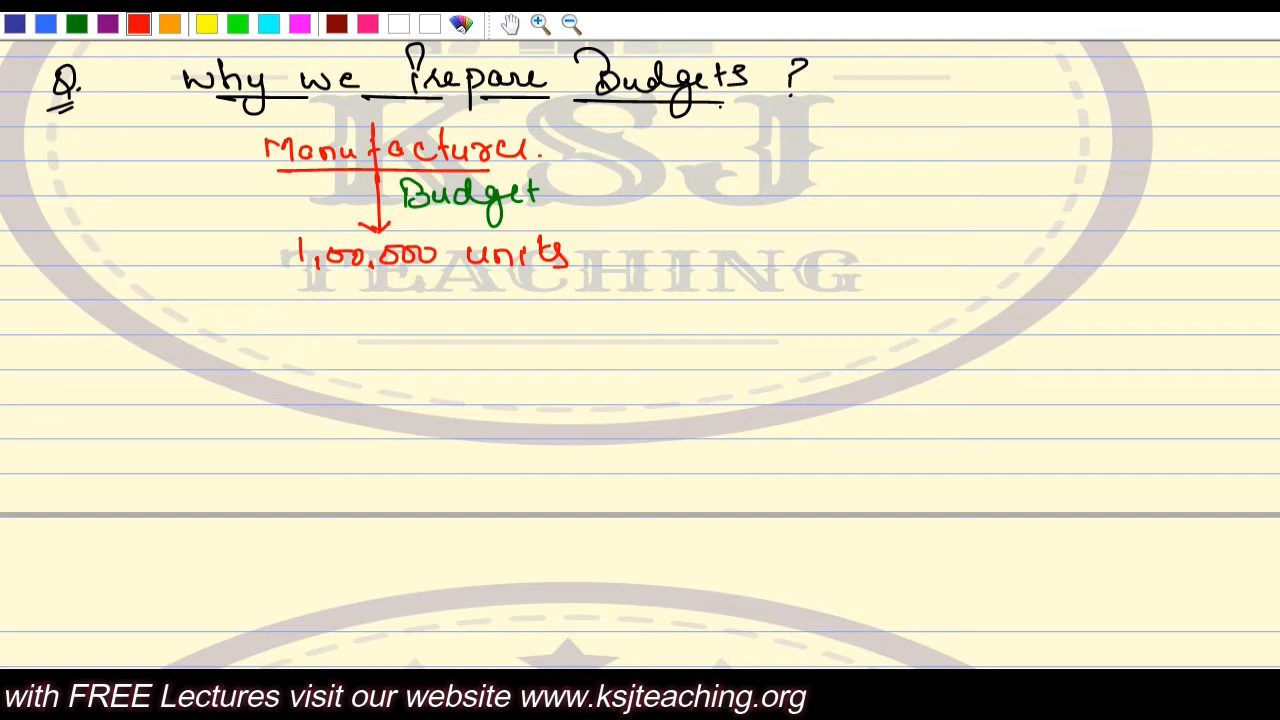 Q. Why we Prepare Budgets ?
Manufacturer.
Budget
1,00,000 units
KSJ
TEACHING
with FREE Lectures visit our website www.ksjteaching.org